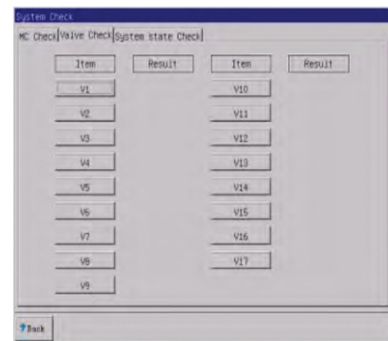 System Check
MC Check Valve Check System state Check
Item Result Item Result
V1 V10
V2 V11
V3 V12
V4 V13
V5 V14
V6 V15
V7 V16
V8 V17
V9
Back